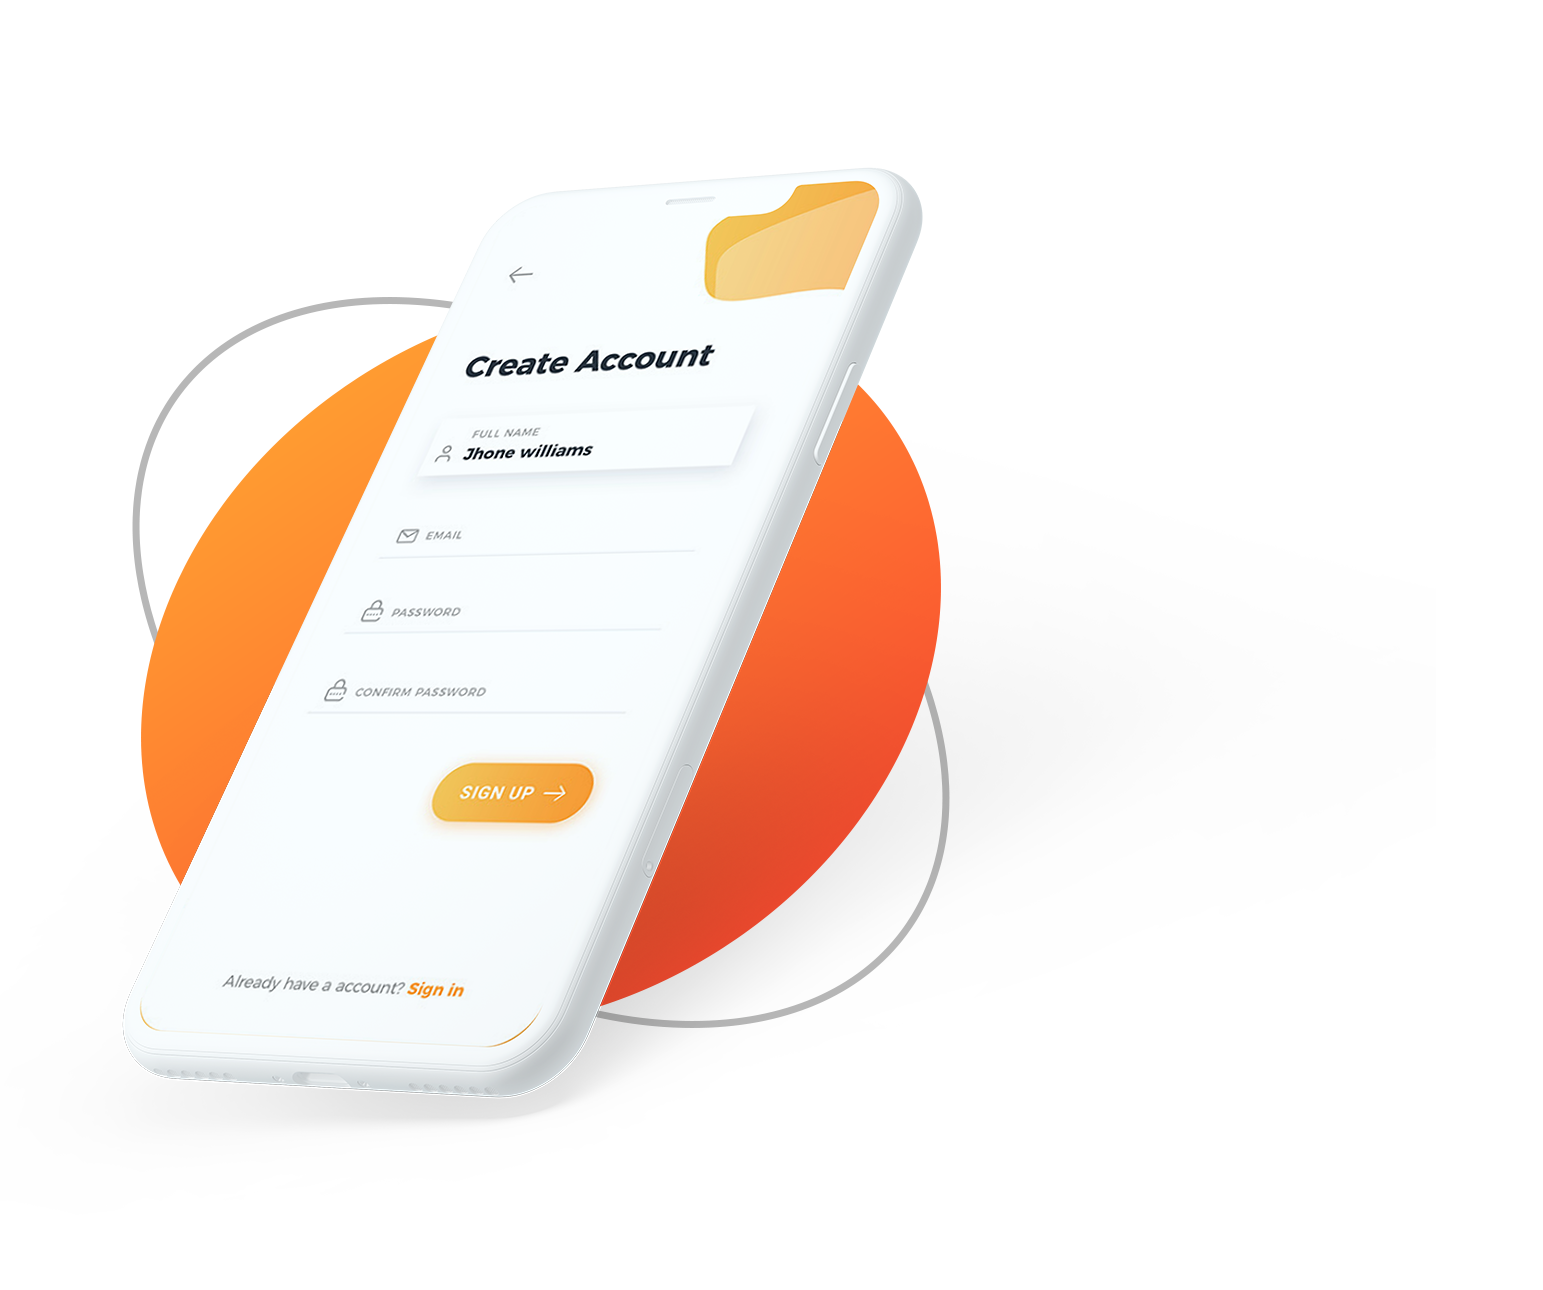 Create Account
FULL NAME
Jhone williams
EMAIL
PASSWORD
CONFIRM PASSWORD
SIGN UP
Already have a account? Sign in